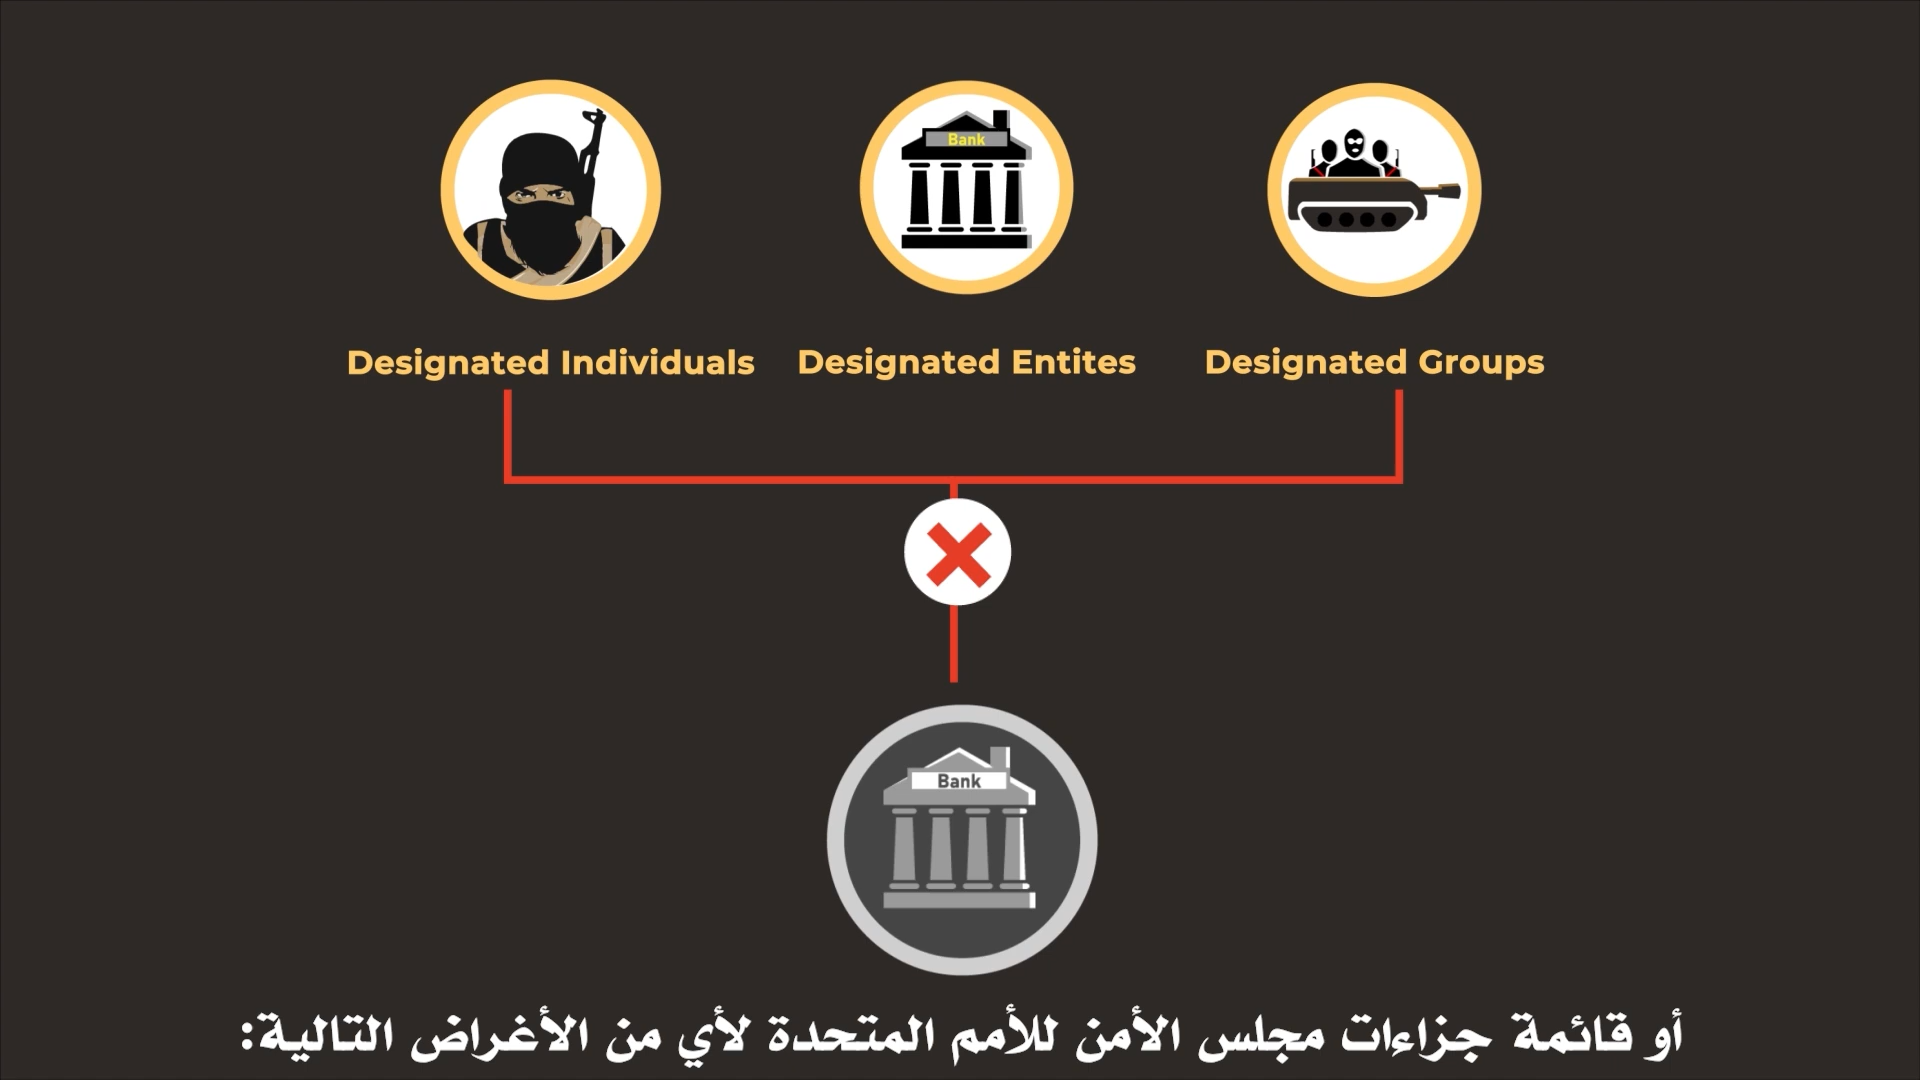 Bank
Designated Individuals
Designated Entites
Designated Groups
Bank
أو قائمة جزاءات مجلس الأمن للأمم المتحدة لأي من الأغراض التالية: